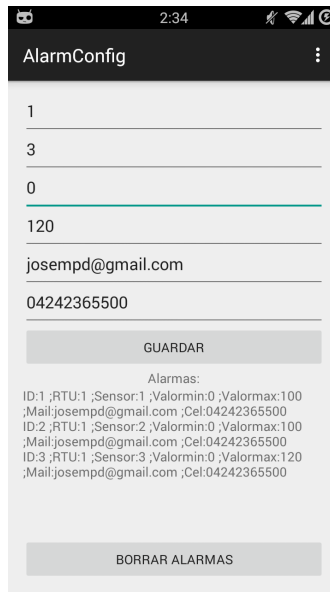 2:34
AlarmConfig
1
3
0
120
josempd@gmail.com
04242365500
GUARDAR
Alarmas:
ID:1 ;RTU:1 ;Sensor:1 ;Valormin:0 ;Valormax:100
;Mail:josempd@gmail.com ;Cel:04242365500
ID:2 ;RTU:1 ;Sensor:2 ;Valormin:0 ;Valormax:100
;Mail:josempd@gmail.com ;Cel:04242365500
ID:3 ;RTU:1 ;Sensor:3 ;Valormin:0 ;Valormax:120
;Mail:josempd@gmail.com ;Cel:04242365500
BORRAR ALARMAS